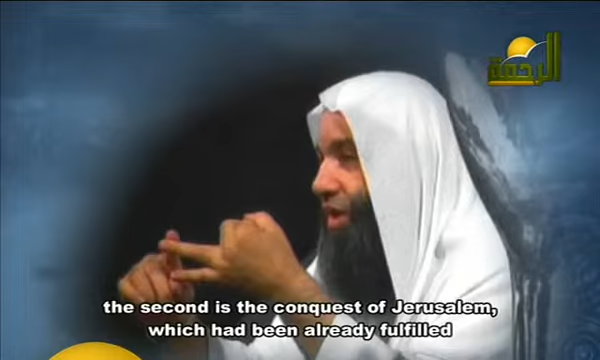 الرحمة
the second is the conquest of Jerusalem,
which had been already fulfilled